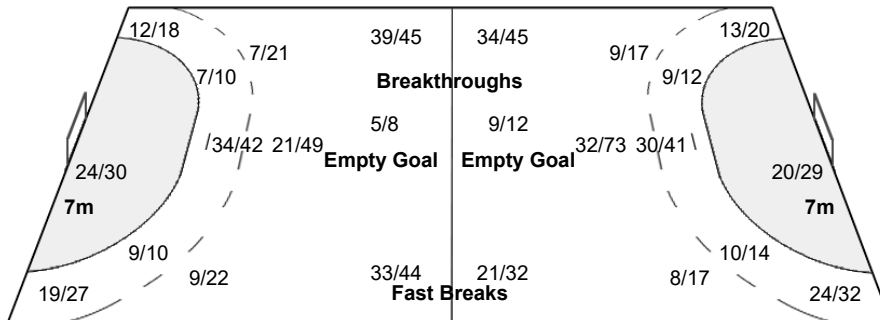 12/18 39/45 34/45 13/20
7/21 9/17
7/10 Breakthroughs 9/12
5/8 9/12
34/42 21/49 32/73 30/41
Empty Goal Empty Goal
24/30 20/29
7m 7m
9/10 10/14
9/22 33/44 21/32 8/17
19/27 Fast Breaks 24/32